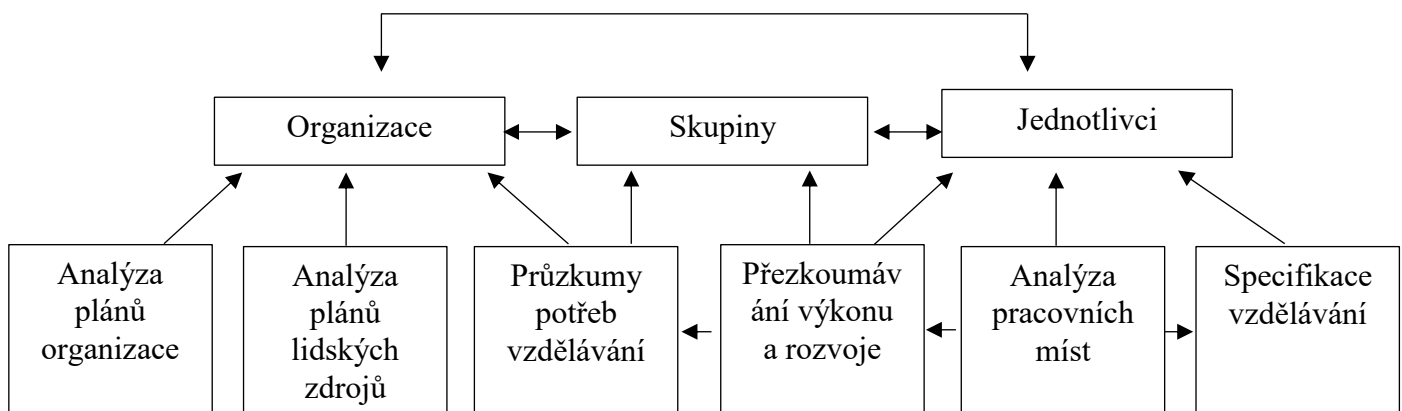 Organizace
Skupiny
Jednotlivci
Analýza
plánů
organizace
Analýza
plánů
lidských
zdrojů
Průzkumy
potřeb
vzdělávání
Přezkoumáv
ání výkonu
a rozvoje
Analýza
pracovních
míst
Specifikace
vzdělávání